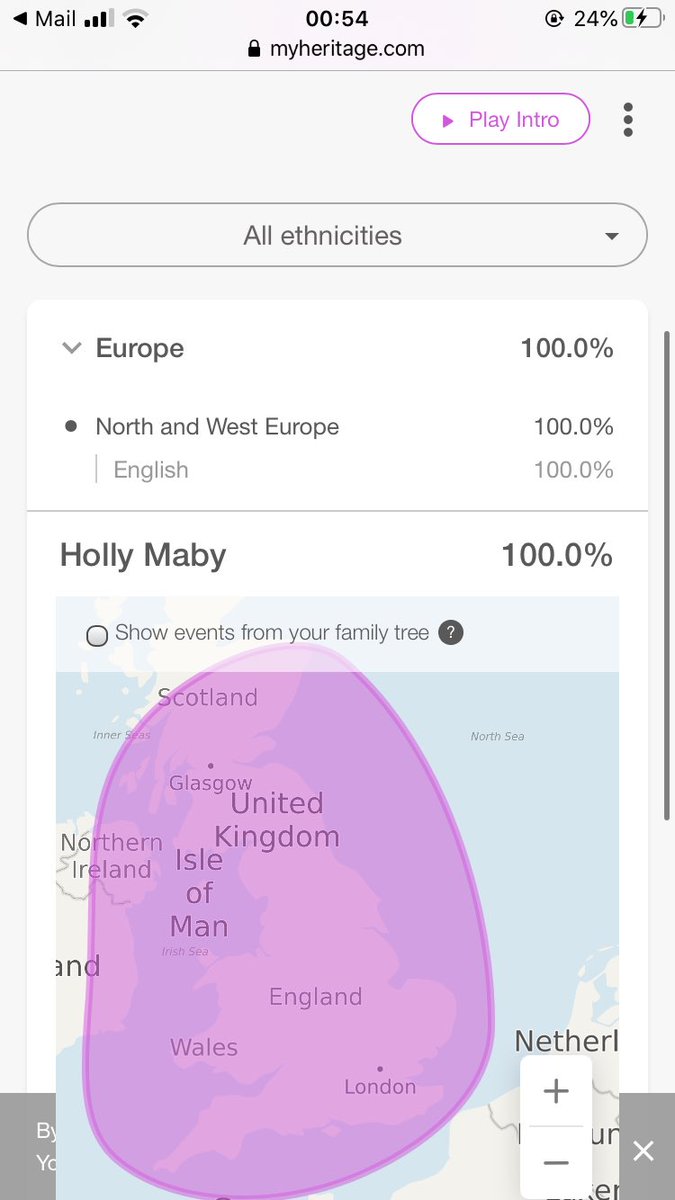 Mail 00:54 24%
myheritage.com
Play Intro
All ethnicities
Europe 100.0%
North and West Europe 100.0%
English 100.0%
Holly Maby 100.0%
Show events from your family tree ?
Scotland
Inner Seas
North Sea
Glasgow
United
Kingdom
Northern
Ireland
Isle
of
Man
Irish Sea
and
England
Netherl
Wales
London
+
By
Yo
−